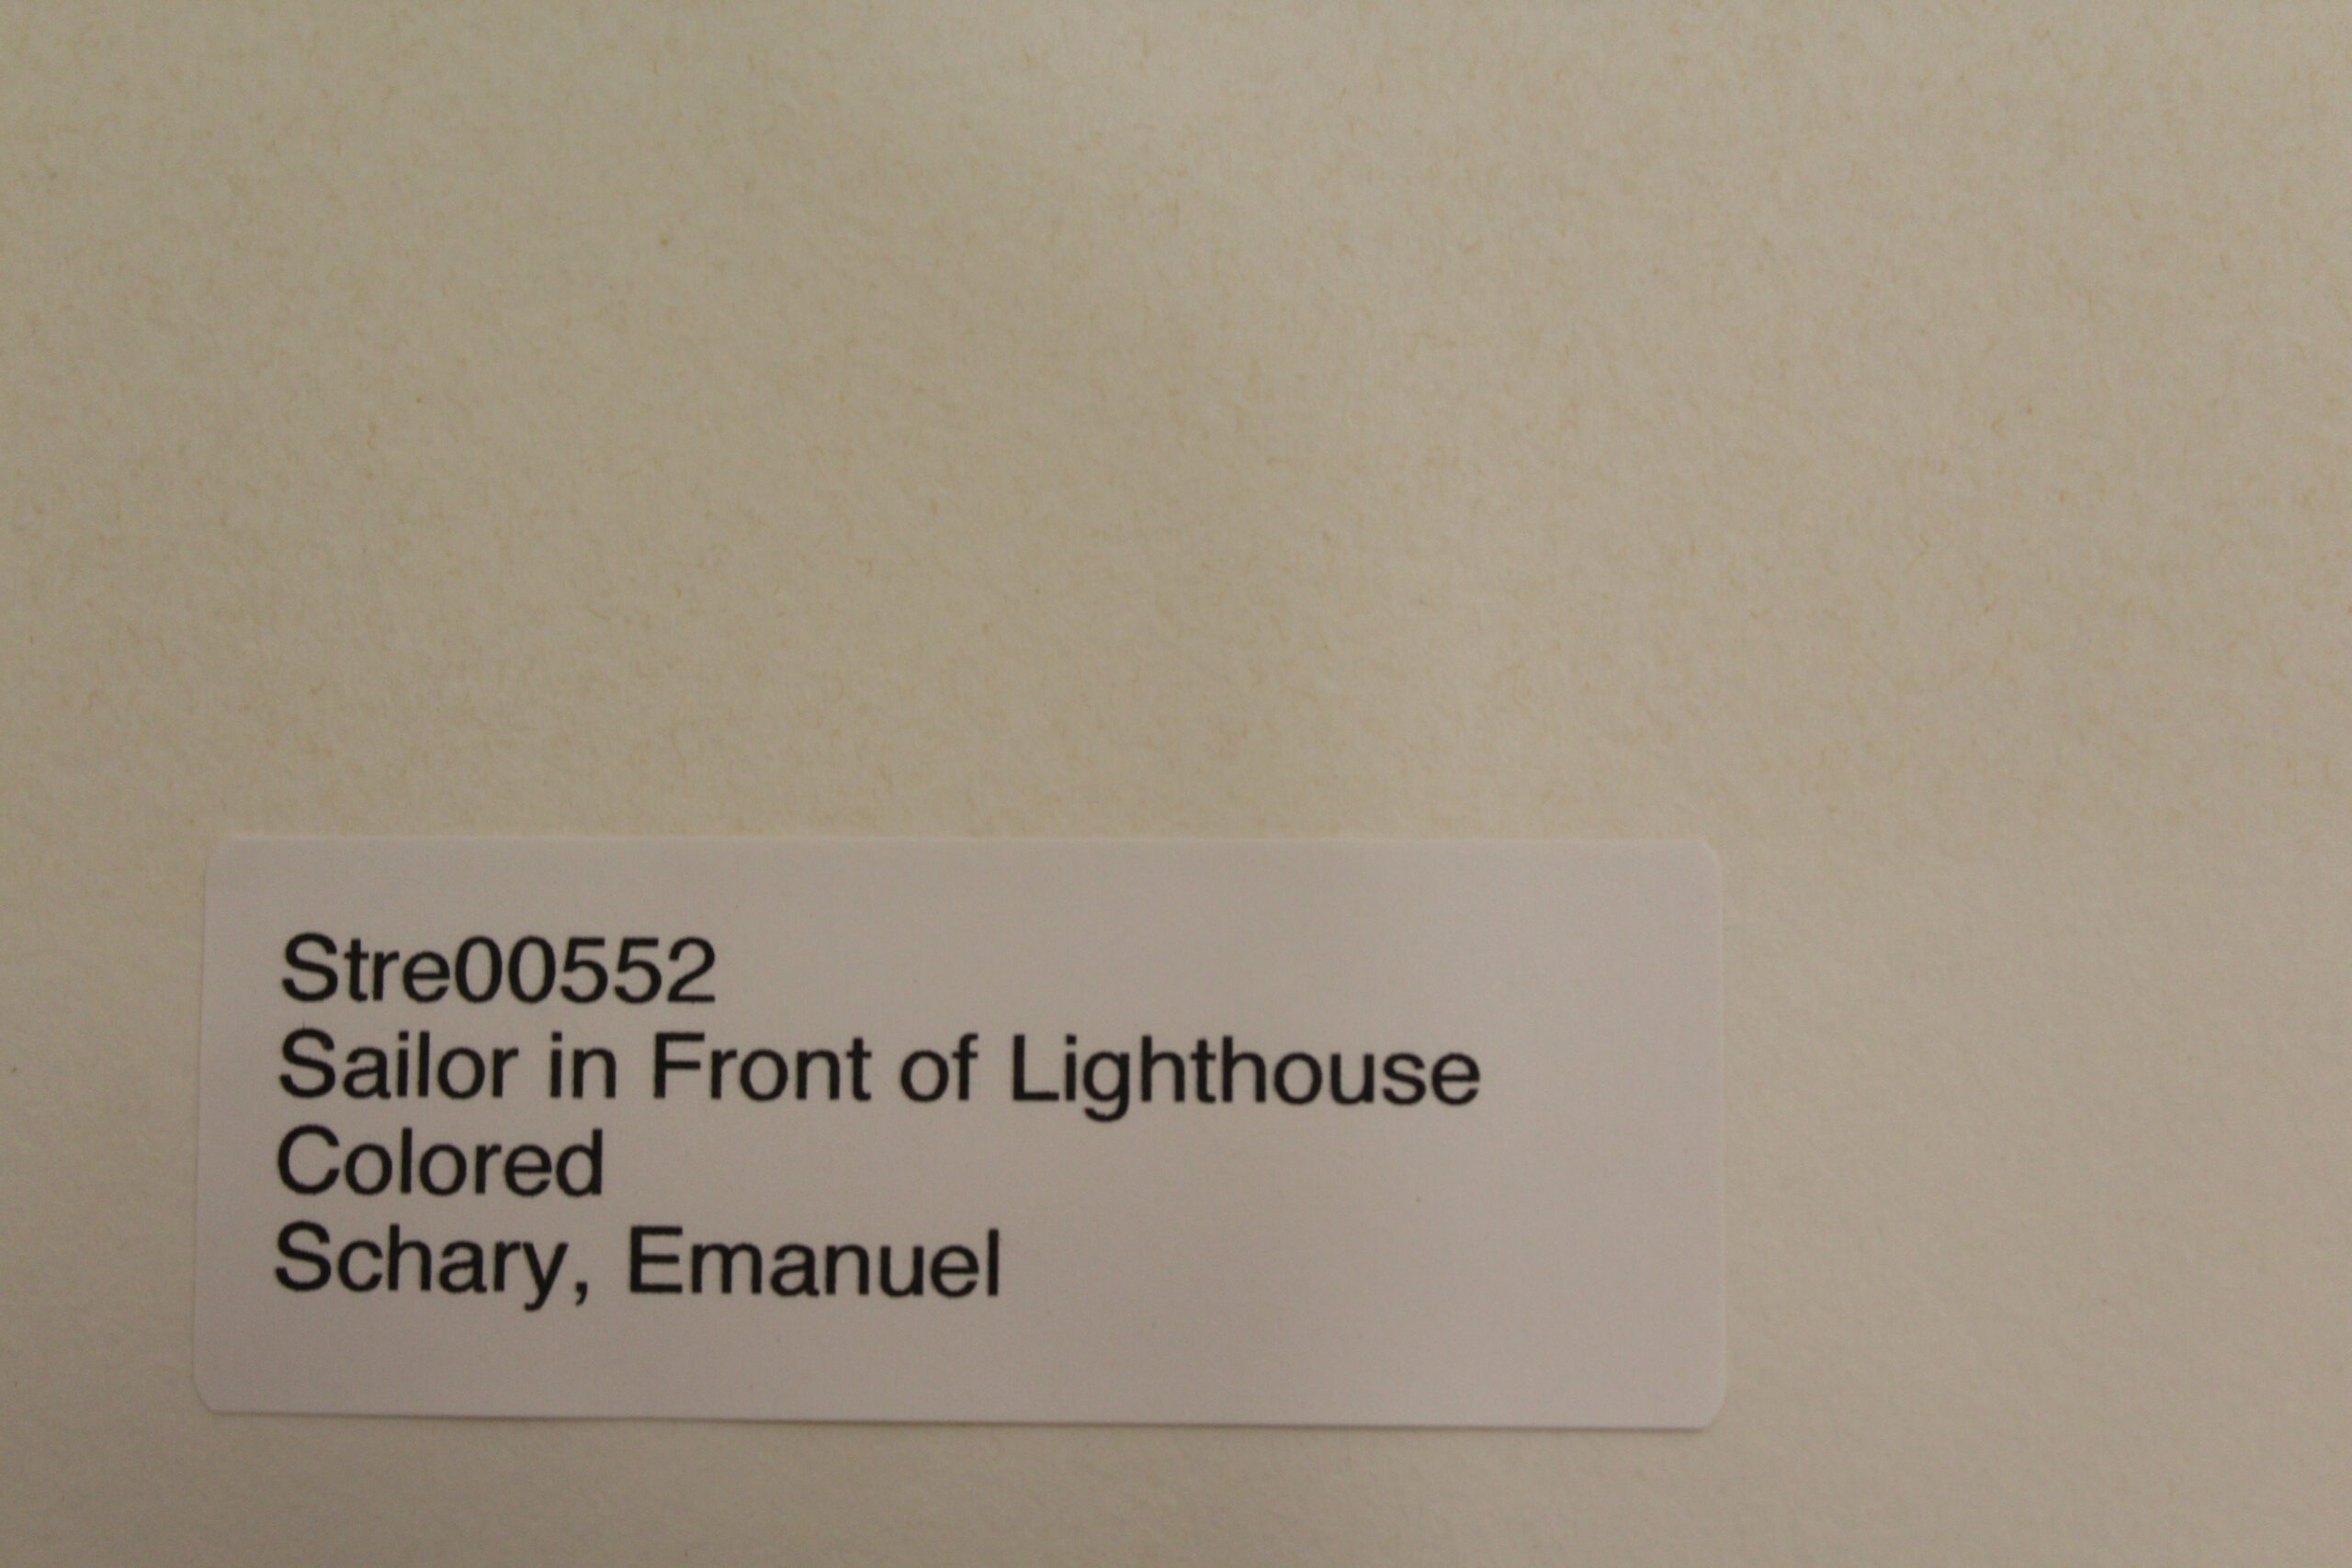 Stre00552
Sailor in Front of Lighthouse
Colored
Schary, Emanuel